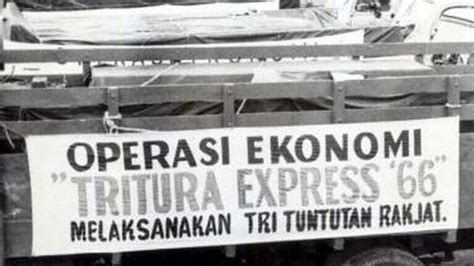 OPERASI EKONOMI
"TRITURA EXPRESS '66"
MELAKSANAKAN TRI TUNTUTAN RAKJAT.